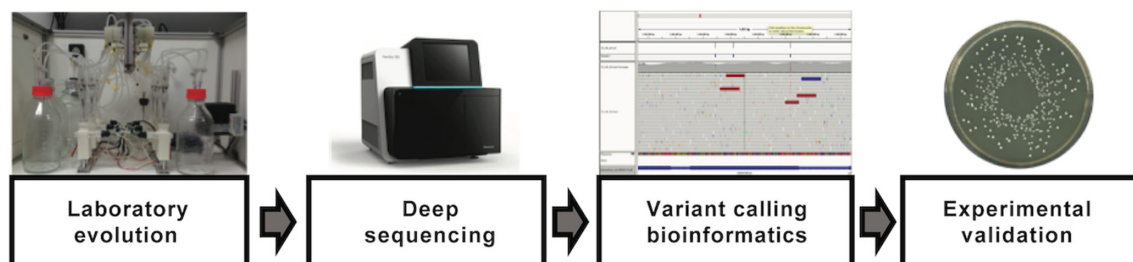 Laboratory
evolution
Deep
sequencing
Variant calling
bioinformatics
Experimental
validation